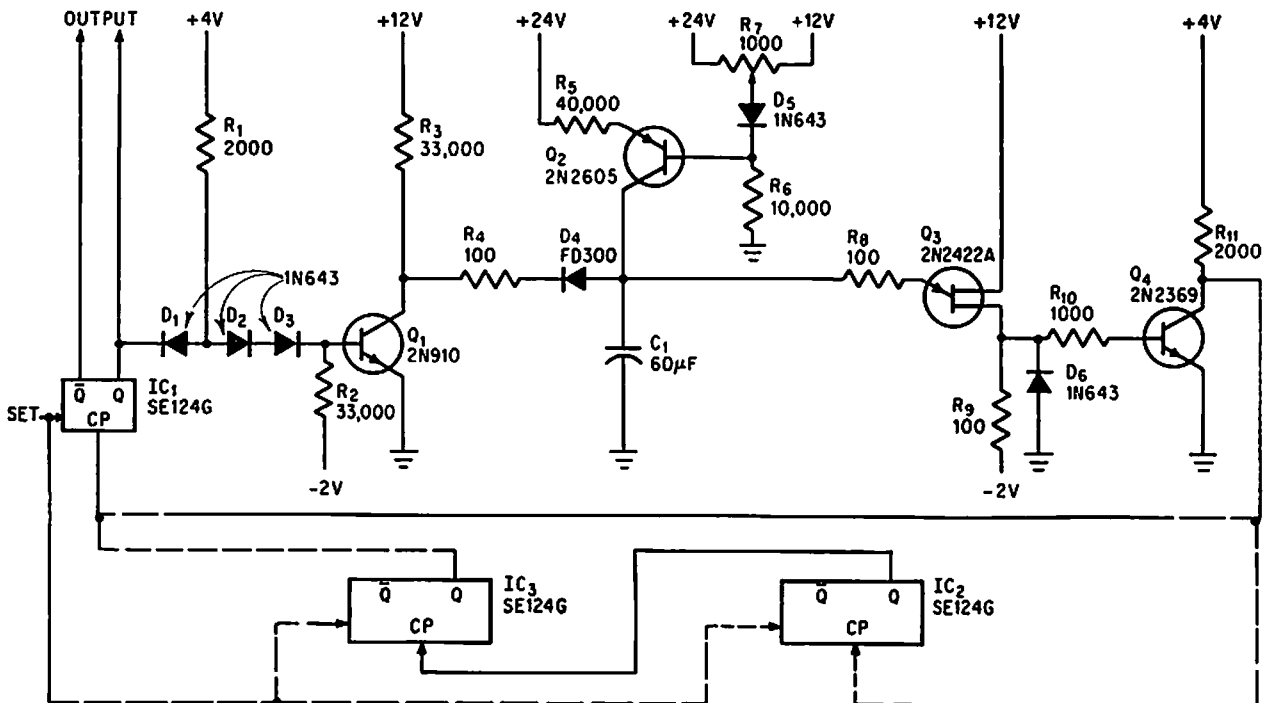 OUTPUT
+4V
+12V
+24V
+24V
R7
1000
+12V
+12V
+4V
R1
2000
R3
33,000
R5
40,000
D5
1N643
Q2
2N2605
R6
10,000
R4
100
D4
FD300
R8
100
Q3
2N2422A
R11
2000
1N643
D1
D2
D3
Q1
2N910
C1
60µF
R10
1000
Q4
2N2369
D6
1N643
R2
33,000
R9
100
-2V
-2V
Q̄ Q
CP
IC1
SE124G
SET
Q̄ Q
CP
IC3
SE124G
Q̄ Q
CP
IC2
SE124G